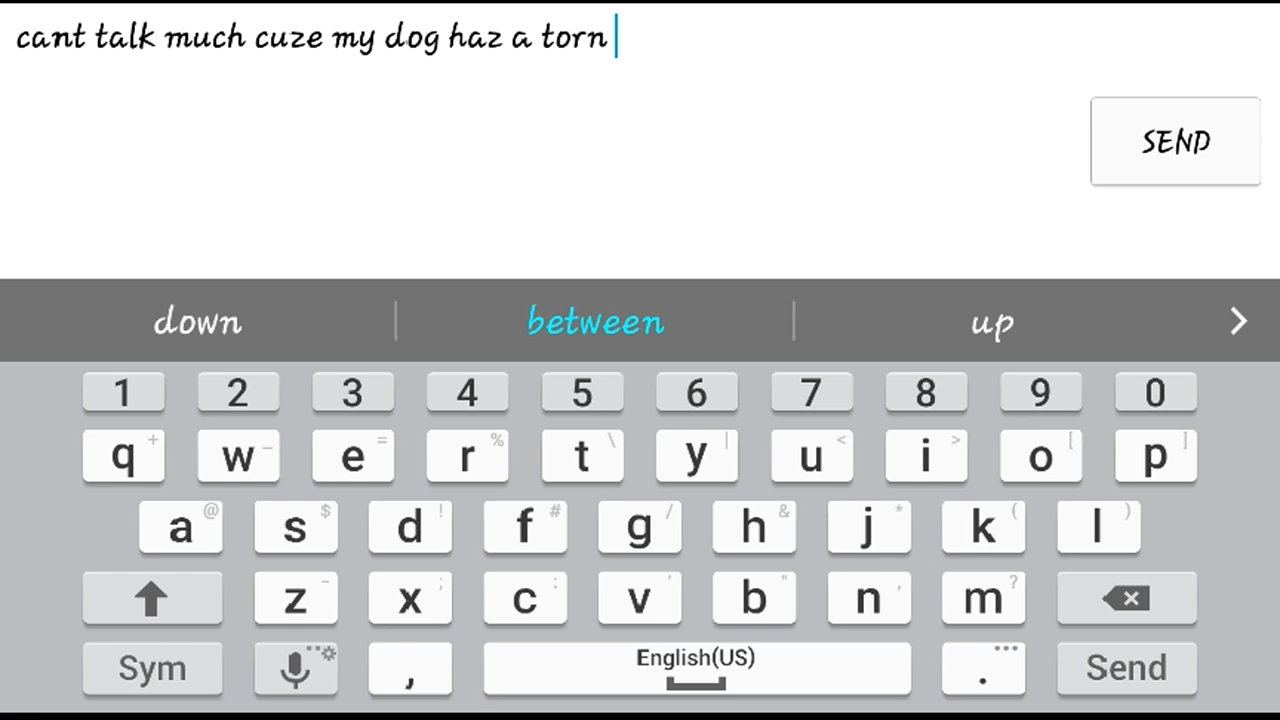 cant talk much cuze my dog haz a torn
SEND
down between up
1 2 3 4 5 6 7 8 9 0
q + w - e = r % t \ y | u < i > o [ p ]
a @ s $ d ! f # g / h & j * k ( l )
z - x ; c : v ' b " n , m ?
Sym , English(US) . Send